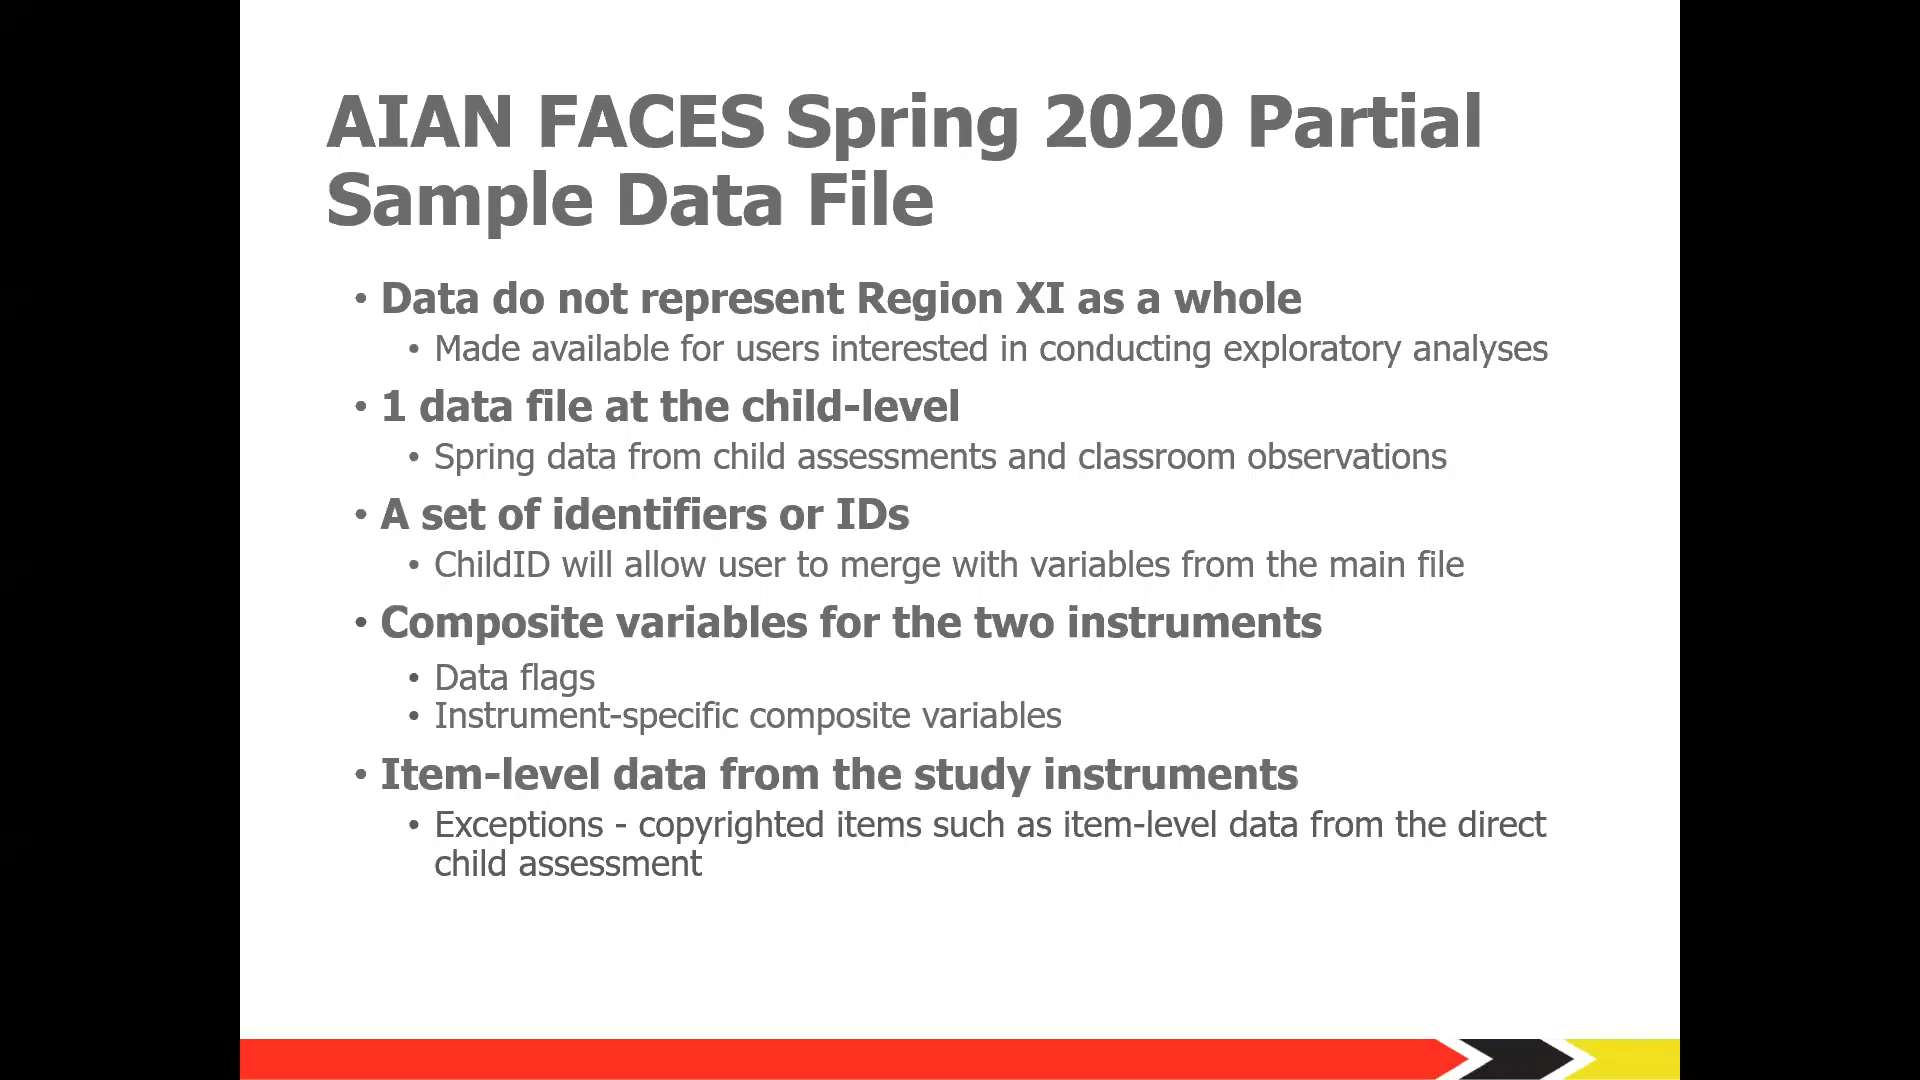 AIAN FACES Spring 2020 Partial
Sample Data File
• Data do not represent Region XI as a whole
• Made available for users interested in conducting exploratory analyses
• 1 data file at the child-level
• Spring data from child assessments and classroom observations
• A set of identifiers or IDs
• ChildID will allow user to merge with variables from the main file
• Composite variables for the two instruments
• Data flags
• Instrument-specific composite variables
• Item-level data from the study instruments
• Exceptions - copyrighted items such as item-level data from the direct
child assessment